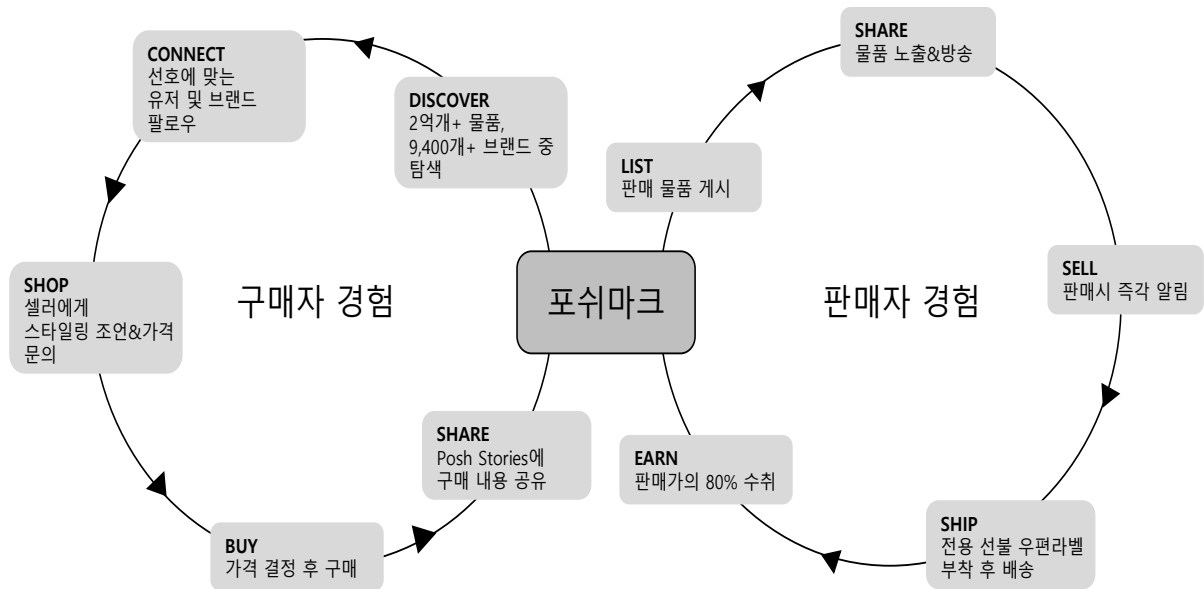 CONNECT
선호에 맞는
유저 및 브랜드
팔로우
DISCOVER
2억개+ 물품,
9,400개+ 브랜드 중
탐색
SHOP
셀러에게
스타일링 조언&가격
문의
구매자 경험
BUY
가격 결정 후 구매
SHARE
Posh Stories에
구매 내용 공유
포쉬마크
LIST
판매 물품 게시
SHARE
물품 노출&방송
판매자 경험
SELL
판매시 즉각 알림
SHIP
전용 선불 우편라벨
부착 후 배송
EARN
판매가의 80% 수취